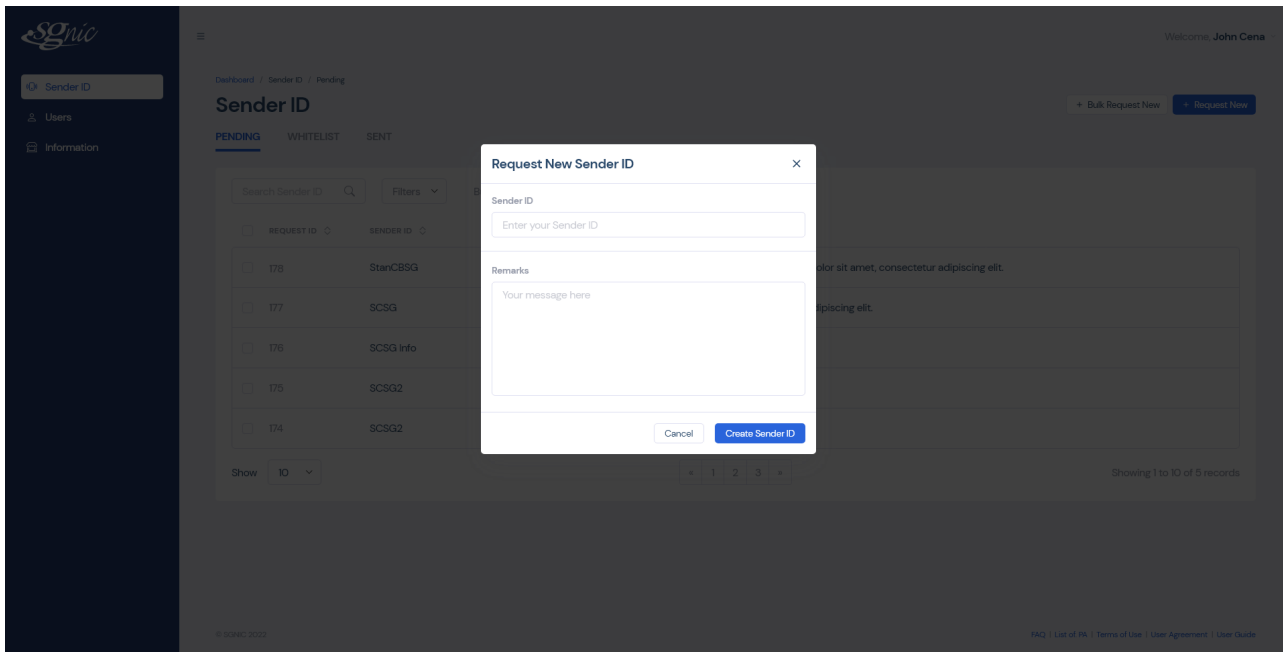 sgnic
Welcome, John Cena
Sender ID
Users
Information
Dashboard / Sender ID / Pending
Sender ID
+ Bulk Request New
+ Request New
PENDING WHITELIST SENT
Search Sender ID
Filters
REQUEST ID SENDER ID
178 StanCBSG olor sit amet, consectetur adipiscing elit.
177 SCSG dipiscing elit.
176 SCSG Info
175 SCSG2
174 SCSG2
Show 10
« 1 2 3 »
Showing 1 to 10 of 5 records
Request New Sender ID
Sender ID
Enter your Sender ID
Remarks
Your message here
Cancel Create Sender ID
FAQ | List of PA | Terms of Use | User Agreement | User Guide